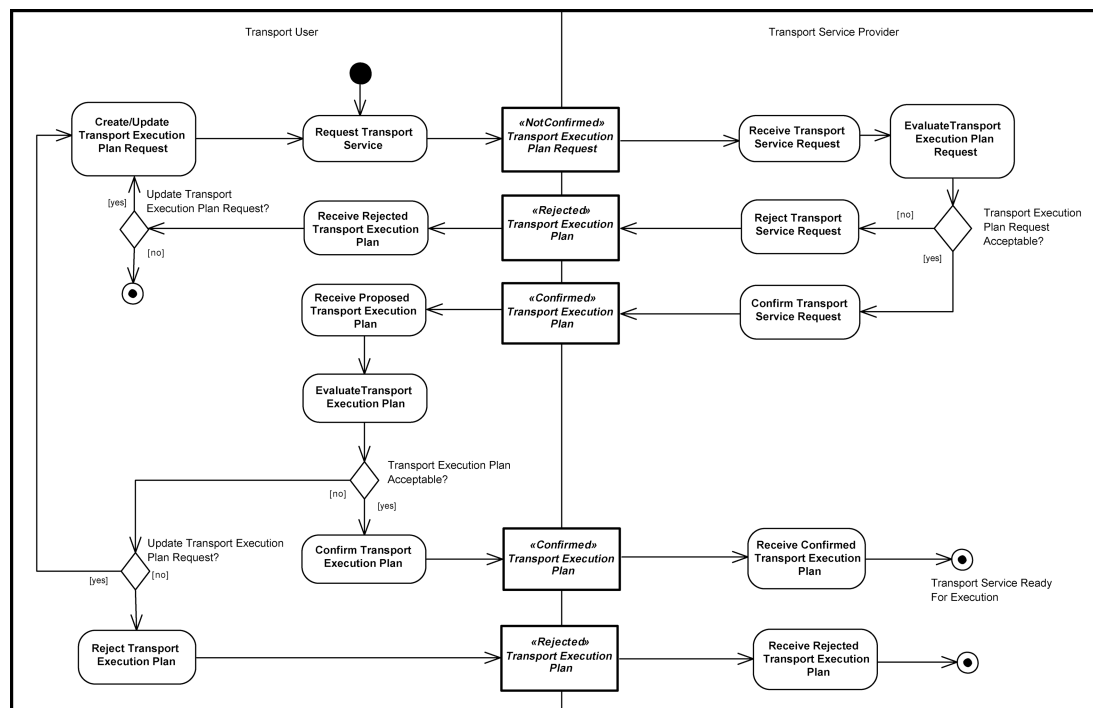 Transport User
Transport Service Provider
Create/Update
Transport Execution
Plan Request
Request Transport
Service
«NotConfirmed»
Transport Execution
Plan Request
Receive Transport
Service Request
EvaluateTransport
Execution Plan
Request
[yes]
Update Transport
Execution Plan Request?
[no]
Receive Rejected
Transport Execution
Plan
«Rejected»
Transport Execution
Plan
Reject Transport
Service Request
[no]
Transport Execution
Plan Request
Acceptable?
[yes]
Receive Proposed
Transport Execution
Plan
«Confirmed»
Transport Execution
Plan
Confirm Transport
Service Request
EvaluateTransport
Execution Plan
Transport Execution Plan
Acceptable?
[no]
[yes]
Update Transport Execution
Plan Request?
[yes]
[no]
Confirm Transport
Execution Plan
«Confirmed»
Transport Execution
Plan
Receive Confirmed
Transport Execution
Plan
Transport Service Ready
For Execution
Reject Transport
Execution Plan
«Rejected»
Transport Execution
Plan
Receive Rejected
Transport Execution
Plan